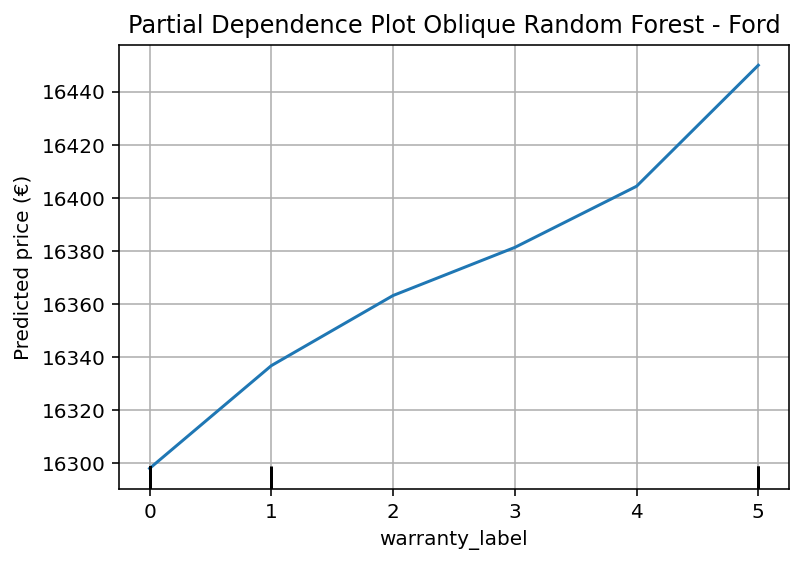 Partial Dependence Plot Oblique Random Forest - Ford
Predicted price (€)
16440
16420
16400
16380
16360
16340
16320
16300
0 1 2 3 4 5
warranty_label